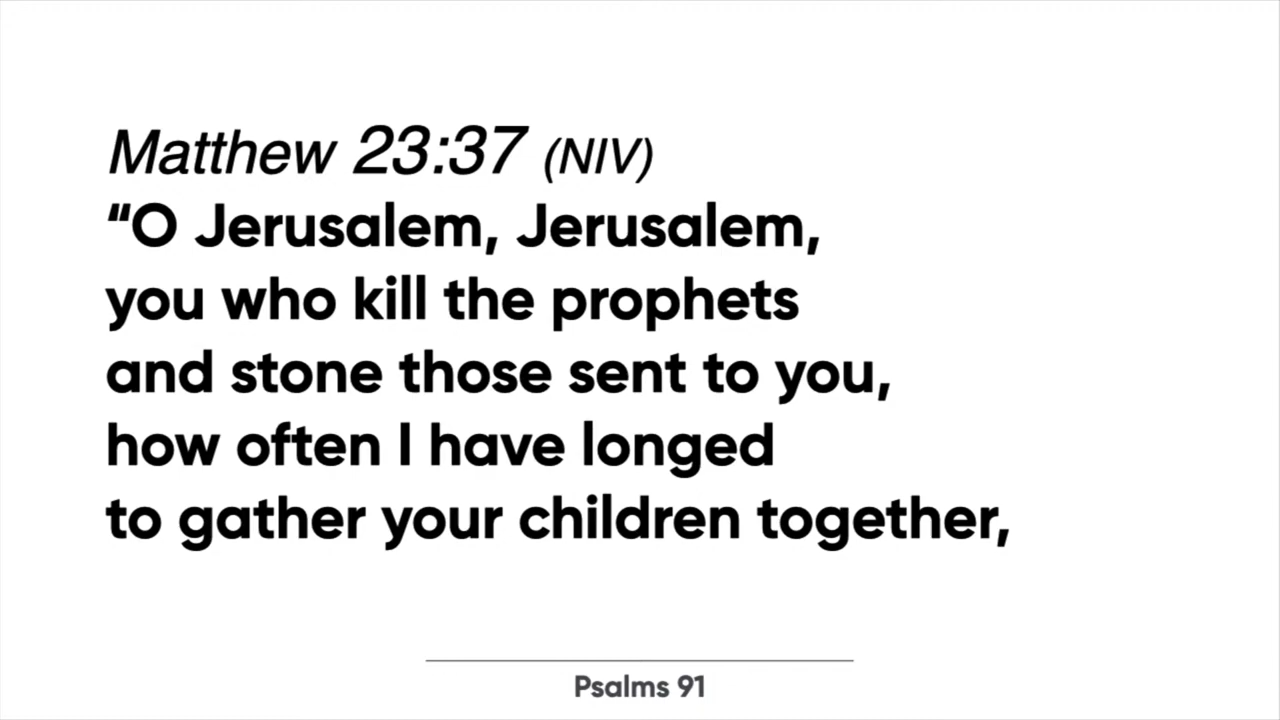 Matthew 23:37 (NIV)
“O Jerusalem, Jerusalem,
you who kill the prophets
and stone those sent to you,
how often I have longed
to gather your children together,
Psalms 91